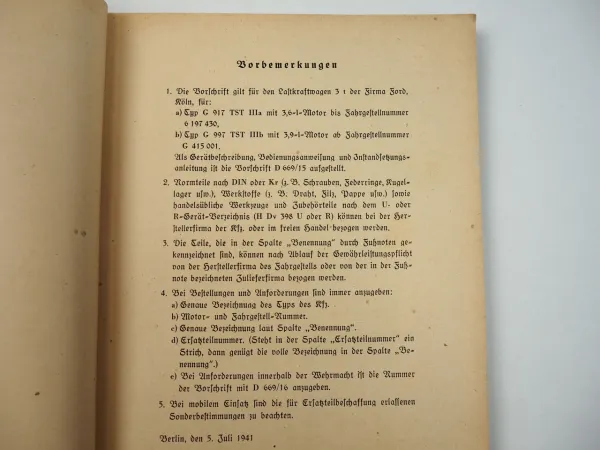 Vorbemerkungen
1. Die Vorschrift gilt für den Lastkraftwagen 3 t der Firma Ford,
Köln, für:
a) Typ G 917 TST IIIa mit 3,6-l-Motor bis Fahrgestellnummer
6 197 430,
b) Typ G 997 TST IIIb mit 3,9-l-Motor ab Fahrgestellnummer
G 415 001.
Als Gerätbeschreibung, Bedienungsanweisung und Instandsetzungs-
anleitung ist die Vorschrift D 669/15 aufgestellt.
2. Normteile nach DIN oder Kr (z. B. Schrauben, Federringe, Kugel-
lager usw.), Werkstoffe (z. B. Draht, Filz, Pappe usw.) sowie
handelsübliche Werkzeuge und Zubehörteile nach dem U- oder
R-Gerät-Verzeichnis (H Dv 398 U oder R) können bei der Her-
stellerfirma der Kfz. oder im freien Handel bezogen werden.
3. Die Teile, die in der Spalte „Benennung" durch Fußnoten ge-
kennzeichnet sind, können nach Ablauf der Gewährleistungspflicht
von der Herstellerfirma des Fahrgestells oder von der in der Fuß-
note bezeichneten Zulieferfirma bezogen werden.
4. Bei Bestellungen und Anforderungen sind immer anzugeben:
a) Genaue Bezeichnung des Typs des Kfz.
b) Motor- und Fahrgestell-Nummer.
c) Genaue Bezeichnung laut Spalte „Benennung".
d) Ersatzteilnummer. (Steht in der Spalte „Ersatzteilnummer" ein
Strich, dann genügt die volle Bezeichnung in der Spalte „Be-
nennung".)
e) Bei Anforderungen innerhalb der Wehrmacht ist die Nummer
der Vorschrift mit D 669/16 anzugeben.
5. Bei mobilem Einsatz sind die für Ersatzteilbeschaffung erlassenen
Sonderbestimmungen zu beachten.
Berlin, den 5. Juli 1941